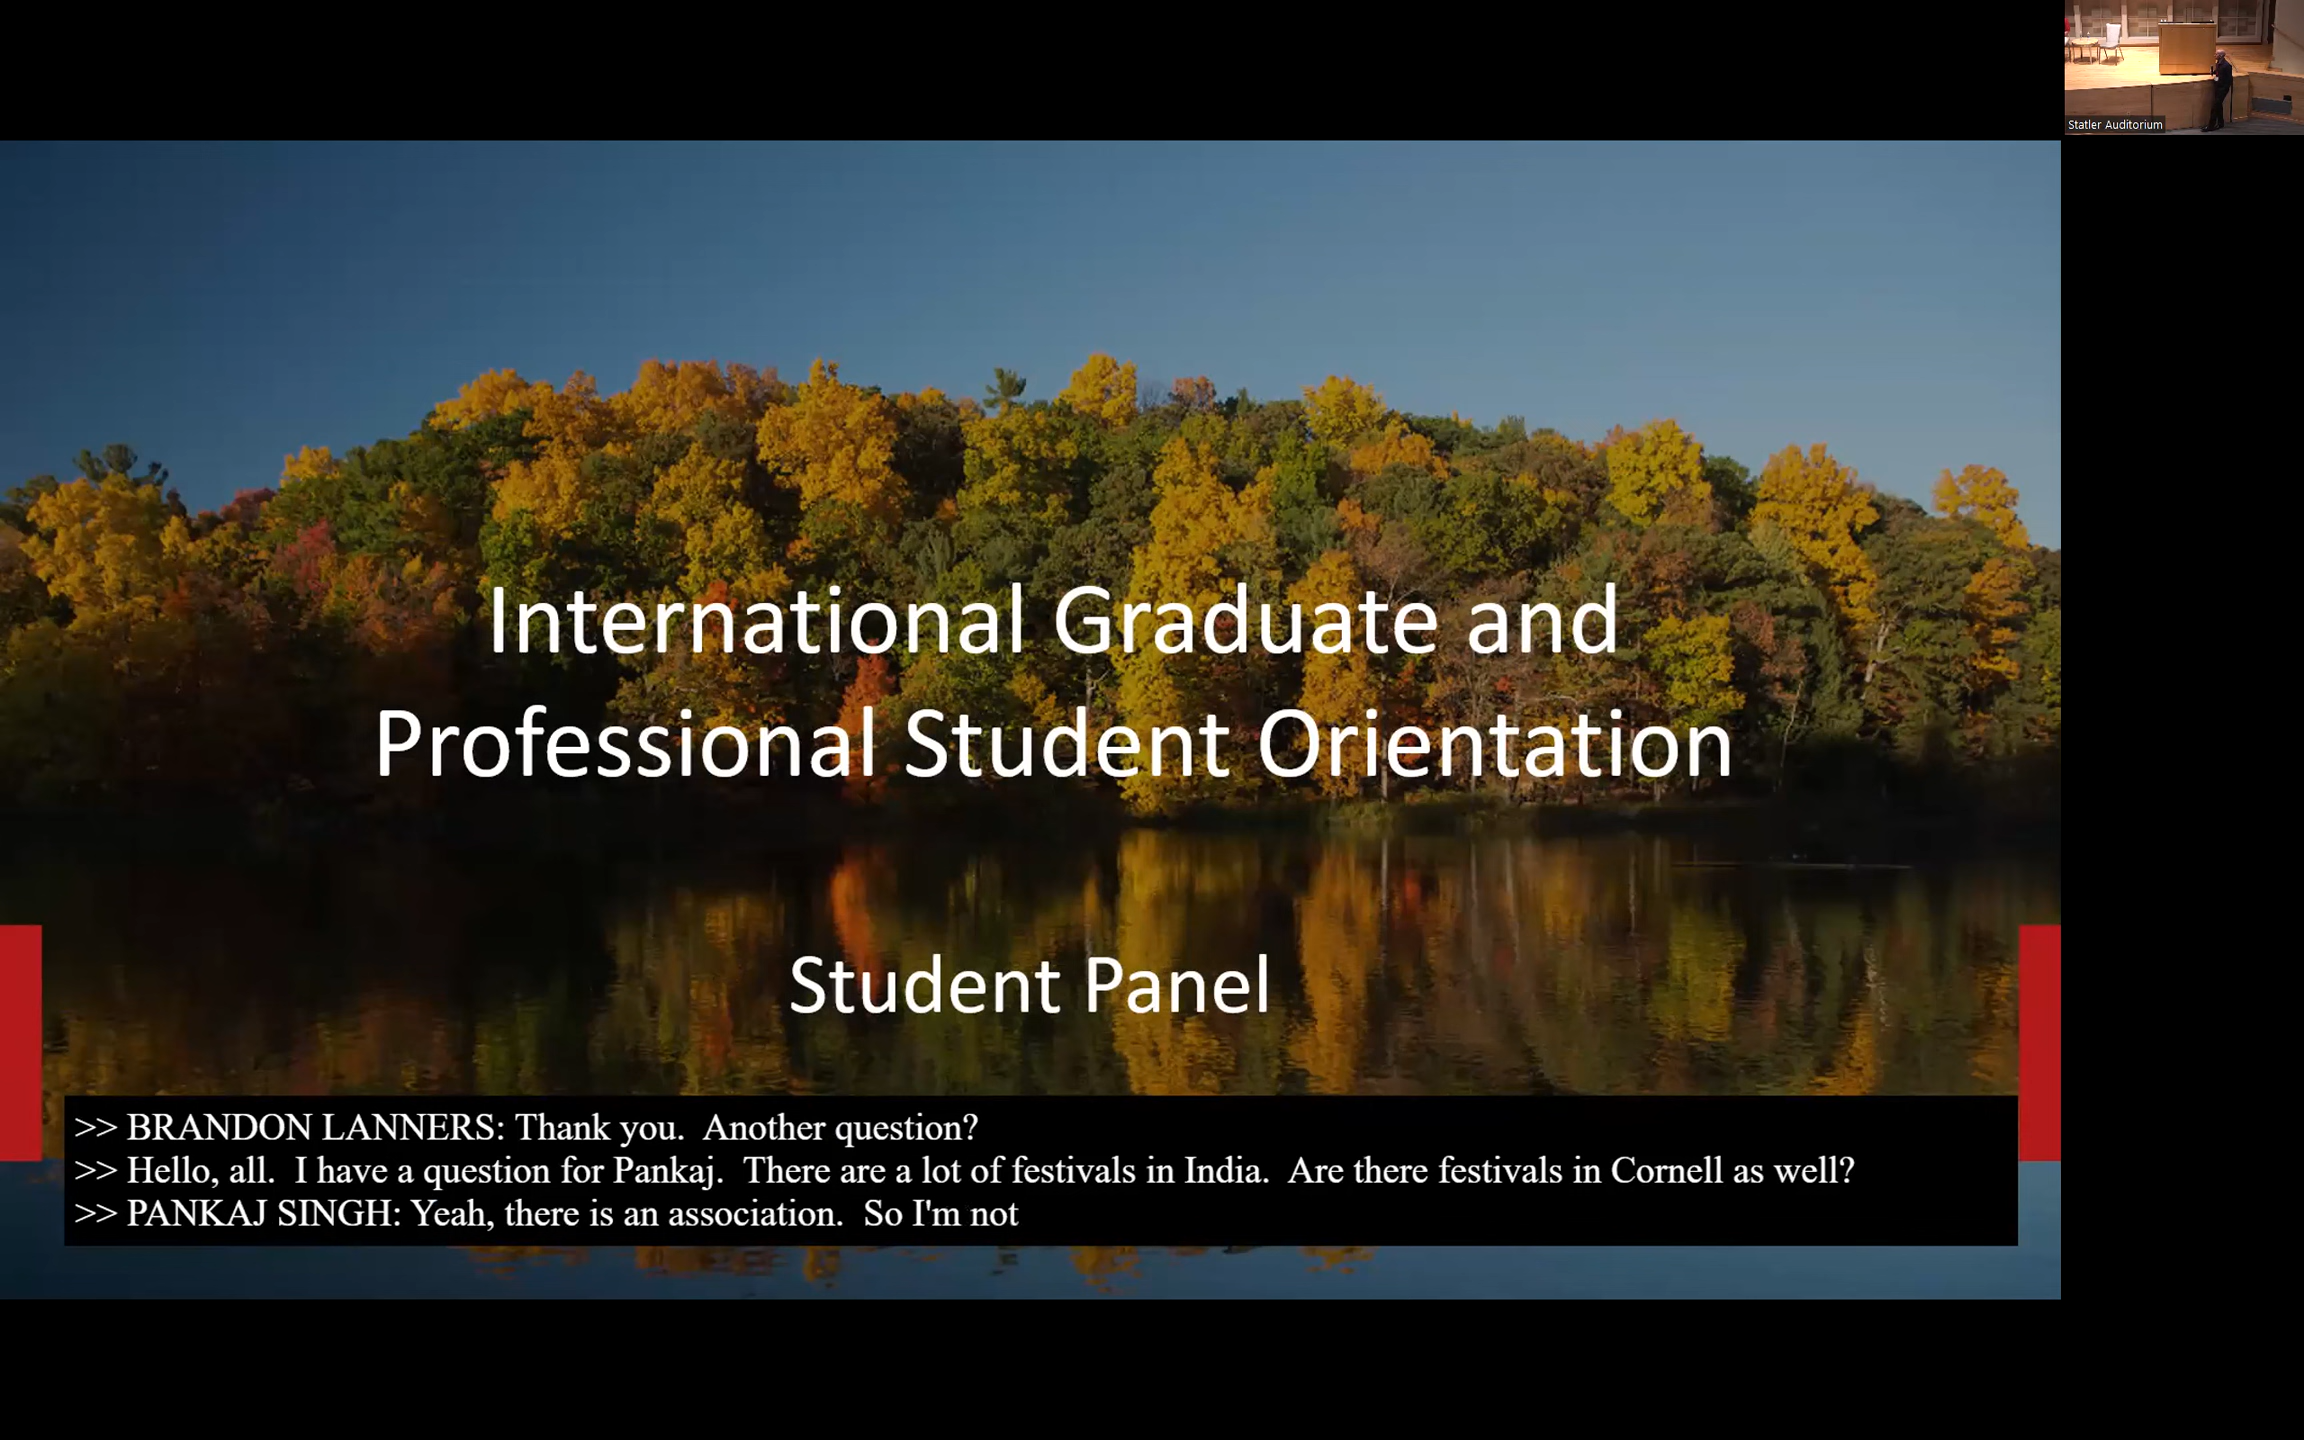 Statler Auditorium
International Graduate and
Professional Student Orientation
Student Panel
>> BRANDON LANNERS: Thank you.  Another question?
>> Hello, all.  I have a question for Pankaj.  There are a lot of festivals in India.  Are there festivals in Cornell as well?
>> PANKAJ SINGH: Yeah, there is an association.  So I'm not